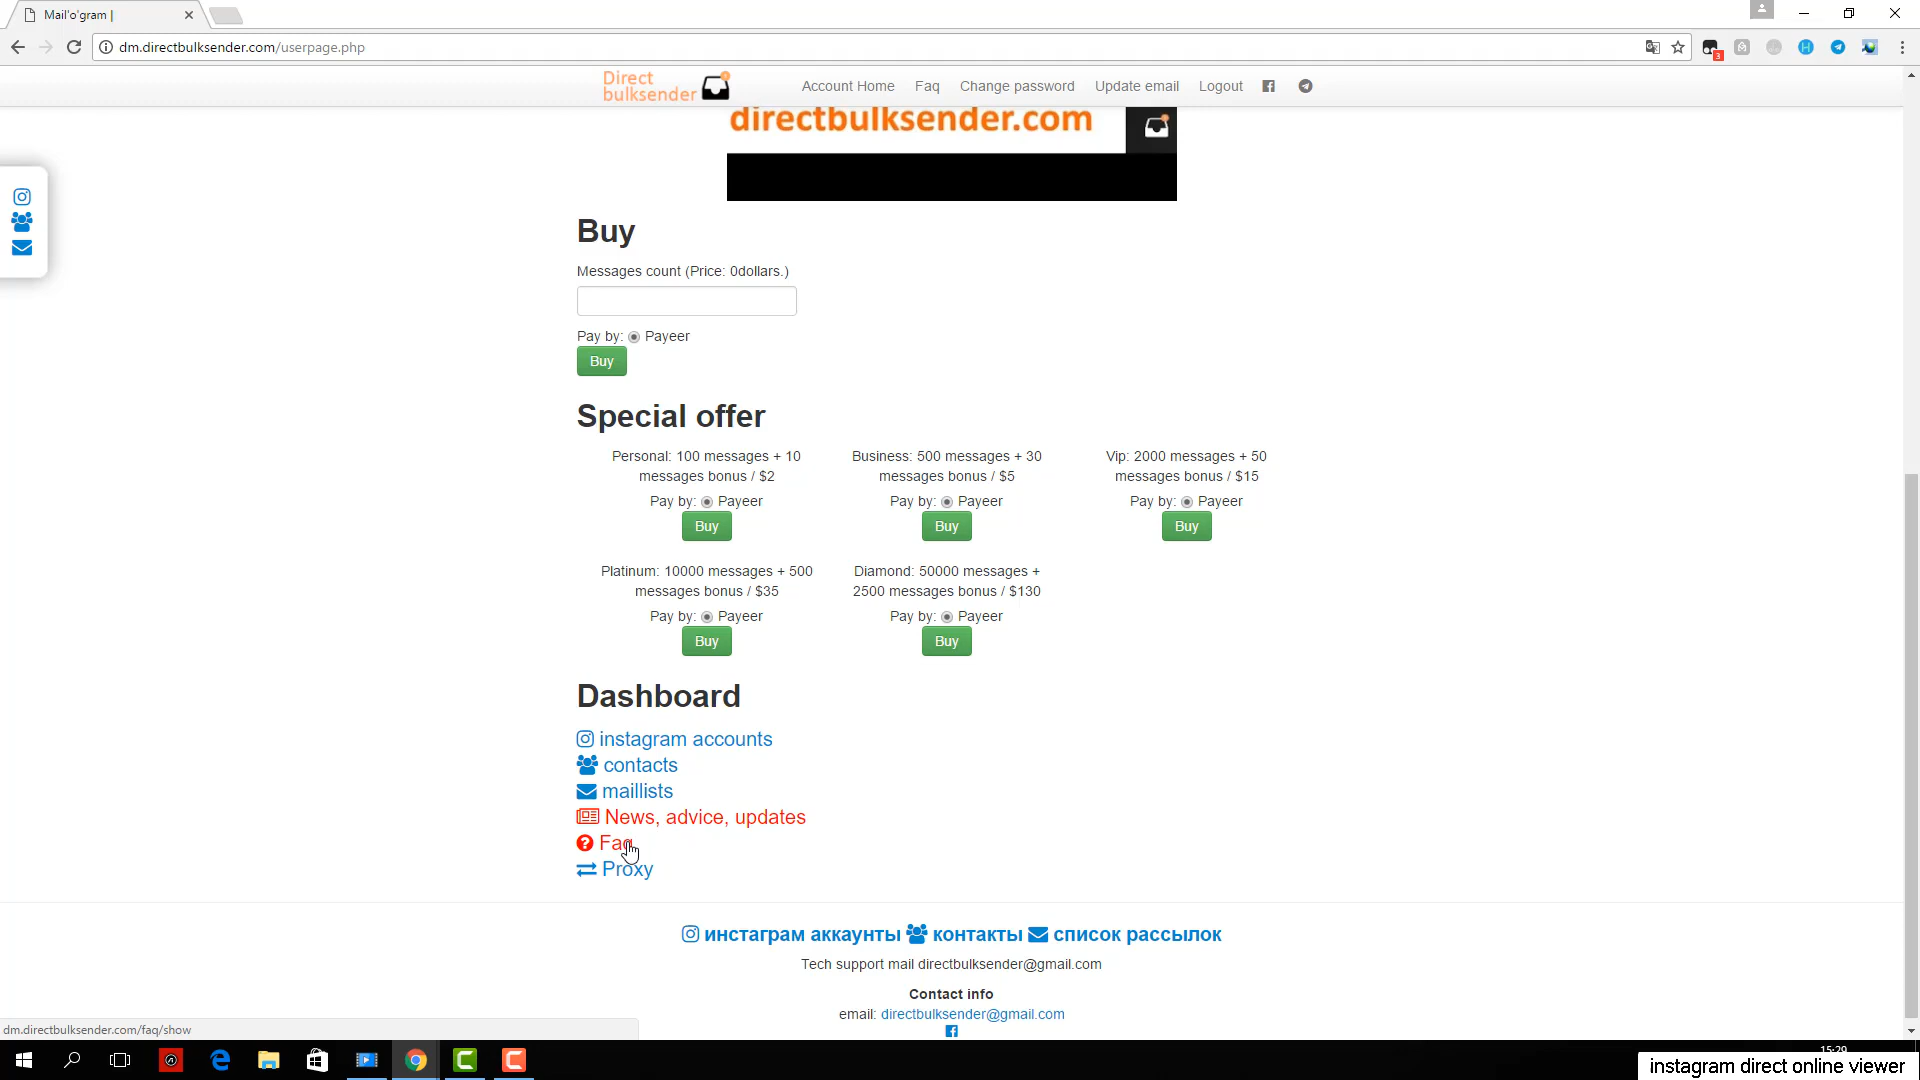 Mail'o'gram |
dm.directbulksender.com/userpage.php
3
Direct
bulksender
Account Home Faq Change password Update email Logout
directbulksender.com
Buy
Messages count (Price: 0dollars.)
Pay by: Payeer
Buy
Special offer
Personal: 100 messages + 10
messages bonus / $2
Pay by: Payeer
Buy
Business: 500 messages + 30
messages bonus / $5
Pay by: Payeer
Buy
Vip: 2000 messages + 50
messages bonus / $15
Pay by: Payeer
Buy
Platinum: 10000 messages + 500
messages bonus / $35
Pay by: Payeer
Buy
Diamond: 50000 messages +
2500 messages bonus / $130
Pay by: Payeer
Buy
Dashboard
instagram accounts
contacts
maillists
News, advice, updates
Faq
Proxy
инстаграм аккаунты контакты список рассылок
Tech support mail directbulksender@gmail.com
Contact info
email: directbulksender@gmail.com
dm.directbulksender.com/faq/show
15:29
instagram direct online viewer